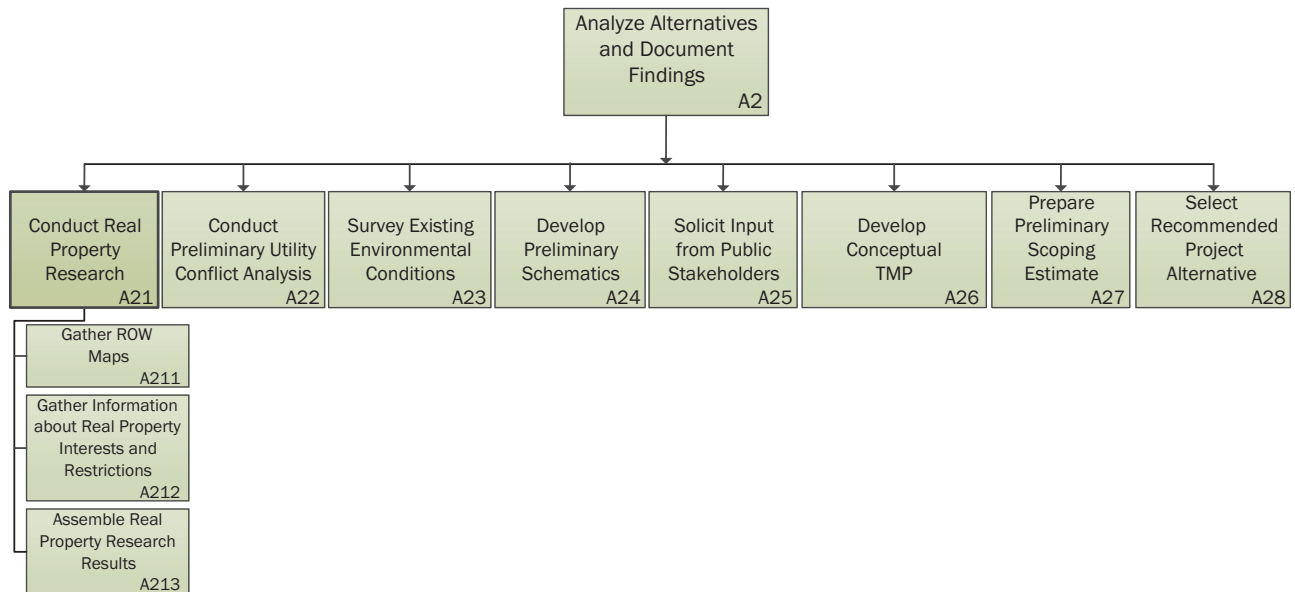 Analyze Alternatives
and Document
Findings
A2
Conduct Real
Property
Research
A21
Conduct
Preliminary Utility
Conflict Analysis
A22
Survey Existing
Environmental
Conditions
A23
Develop
Preliminary
Schematics
A24
Solicit Input
from Public
Stakeholders
A25
Develop
Conceptual
TMP
A26
Prepare
Preliminary
Scoping
Estimate
A27
Select
Recommended
Project
Alternative
A28
Gather ROW
Maps
A211
Gather Information
about Real Property
Interests and
Restrictions
A212
Assemble Real
Property Research
Results
A213